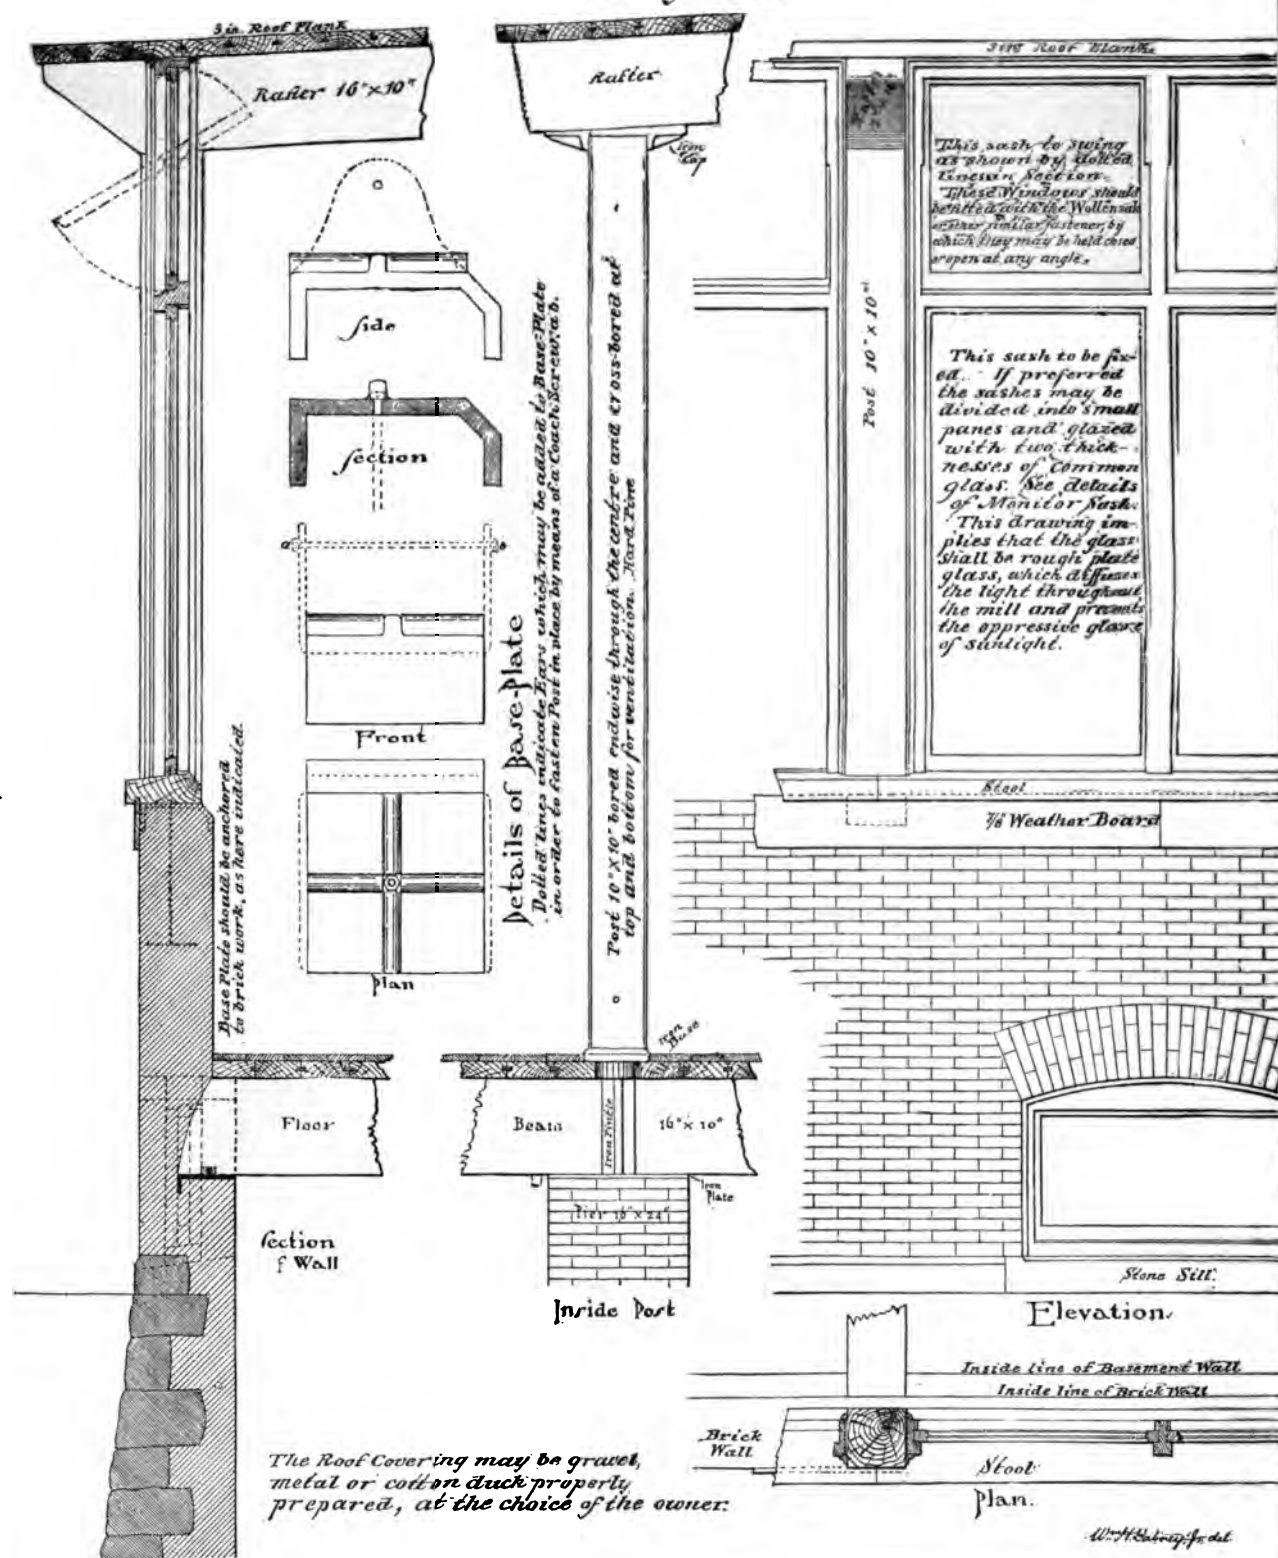 3 in. Roof Plank
Rafter 16" × 10"
side
section
a
b
Front
Plan
Details of Base-Plate
Dotted lines indicate Ears which may be added to Base-Plate
in order to fasten Post in place by means of a Coach Screw, a.b.
Base Plate should be anchored
to brick work, as here indicated.
Floor
Section
of Wall
Rafter
Iron
Cap
Post 10" × 10" bored endwise through the centre and cross-bored at
top and bottom for ventilation. Hard Pine
Iron
Base
Beam
Iron Pintle
16" × 10"
Iron
Plate
Pier 16" × 24"
Inside Post
3 in. Roof Plank
Post 10" × 10"
This sash to swing
as shown by dotted
lines in Section.
These Windows should
be fitted with the Wollensak
or other similar fastener, by
which they may be held closed
or open at any angle.
This sash to be fix-
ed. If preferred
the sashes may be
divided into small
panes and glazed
with two thick-
nesses of Common
glass. See details
of Monitor Sash.
This drawing im-
plies that the glass
shall be rough plate
glass, which diffuses
the light throughout
the mill and prevents
the oppressive glare
of sunlight.
Stool
7/8 Weather Board
Stone Sill.
Elevation.
Inside line of Basement Wall
Inside line of Brick Wall
Brick
Wall
Stool
Plan.
The Roof Covering may be gravel,
metal or cotton duck properly
prepared, at the choice of the owner.
Wm. H. Dabney, Jr. del.